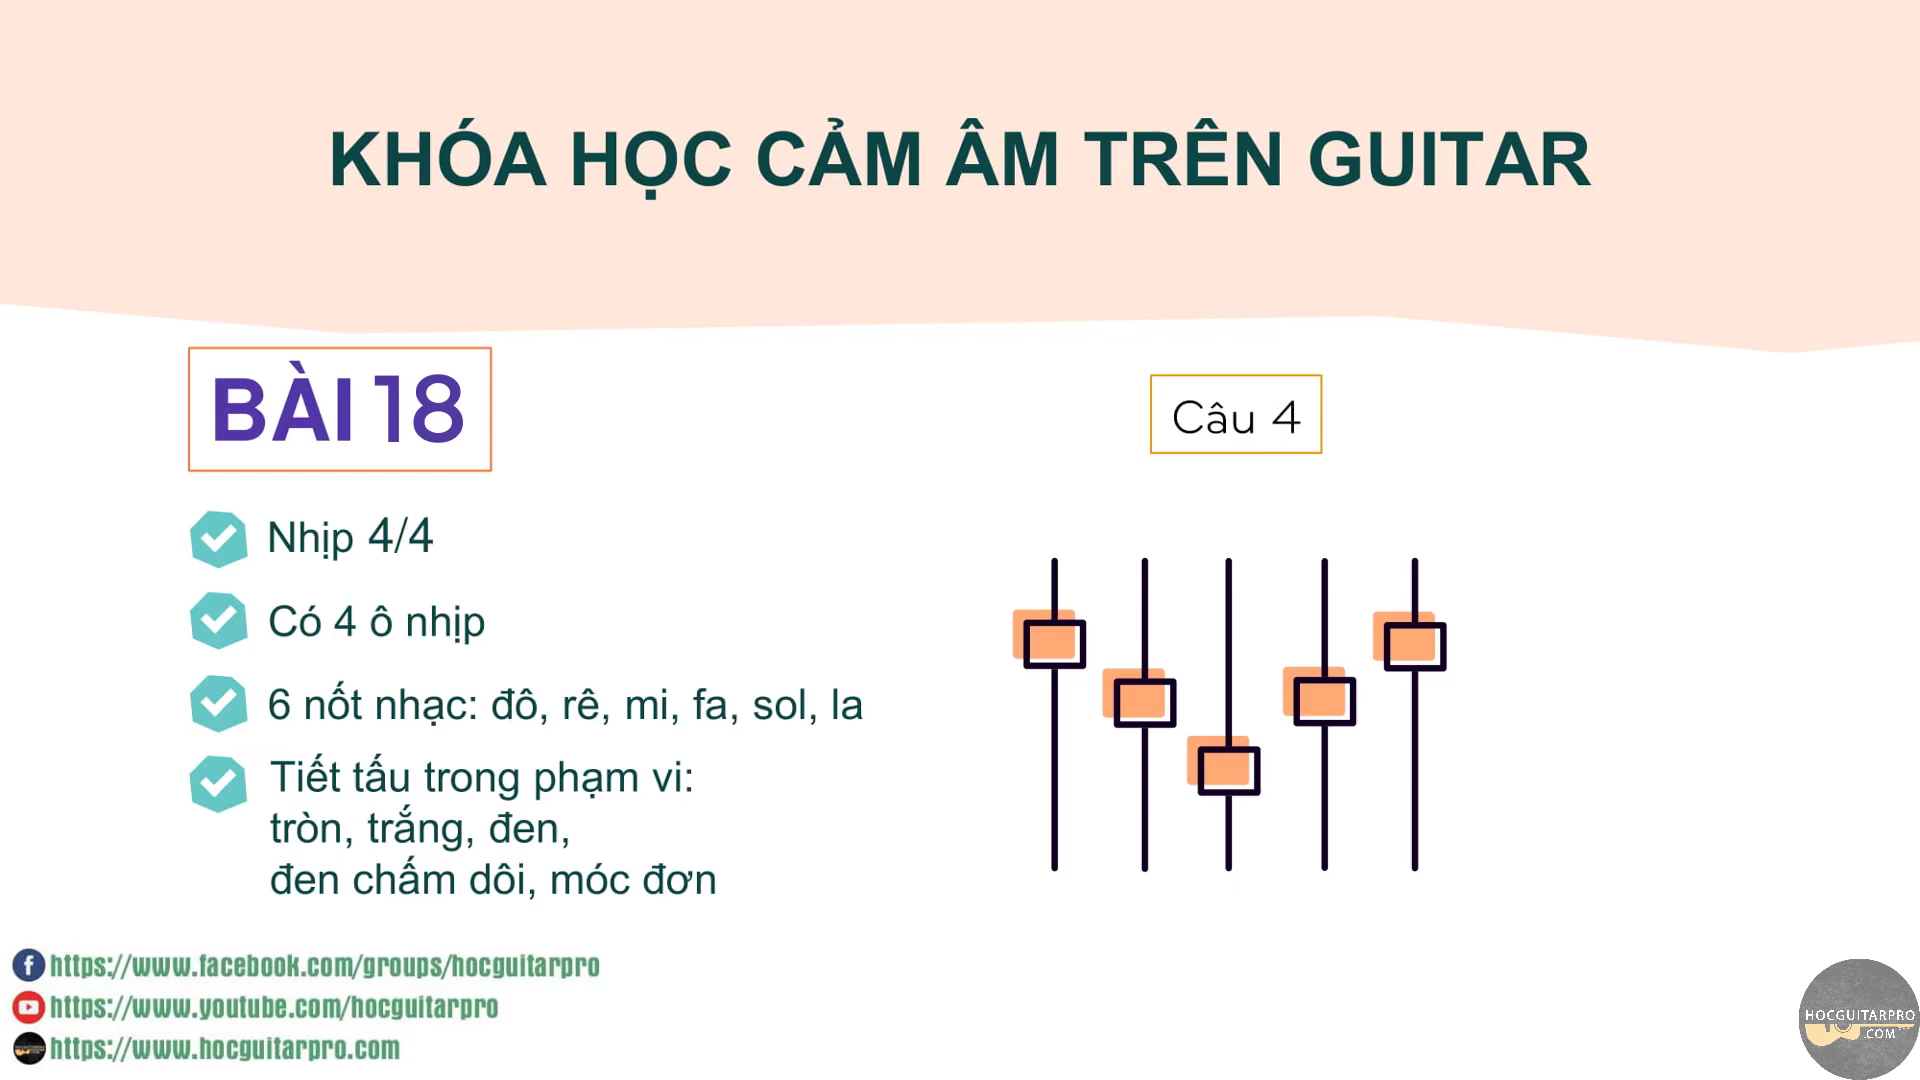 KHÓA HỌC CẢM ÂM TRÊN GUITAR
BÀI 18
Nhịp 4/4
Có 4 ô nhịp
6 nốt nhạc: đô, rê, mi, fa, sol, la
Tiết tấu trong phạm vi:
tròn, trắng, đen,
đen chấm dôi, móc đơn
Câu 4
https://www.facebook.com/groups/hocguitarpro
https://www.youtube.com/hocguitarpro
https://www.hocguitarpro.com
HOCGUITARPRO
.COM